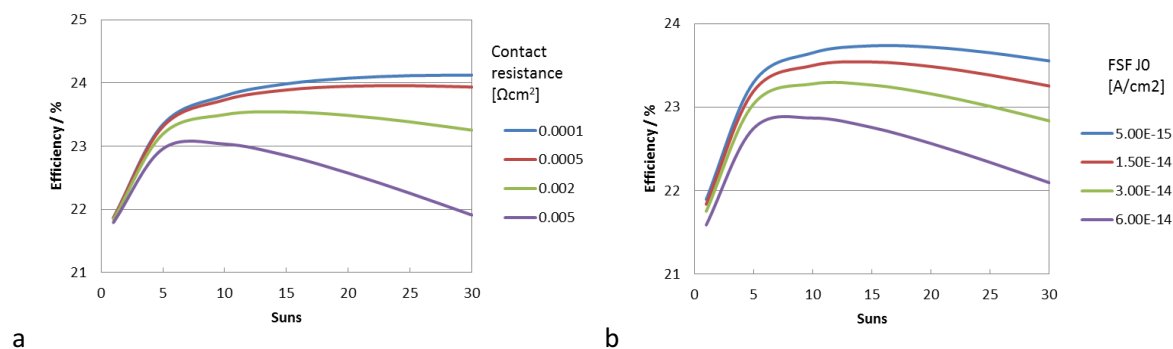 25%
24%
23%
22%
21%
Efficiency / %
0 5 10 15 20 25 30
Suns
Contact
resistance
[Ωcm²]
0.0001
0.0005
0.002
0.005
a
24
23
22
21
Efficiency / %
0 5 10 15 20 25 30
Suns
FSF J0
[A/cm2]
5.00E-15
1.50E-14
3.00E-14
6.00E-14
b